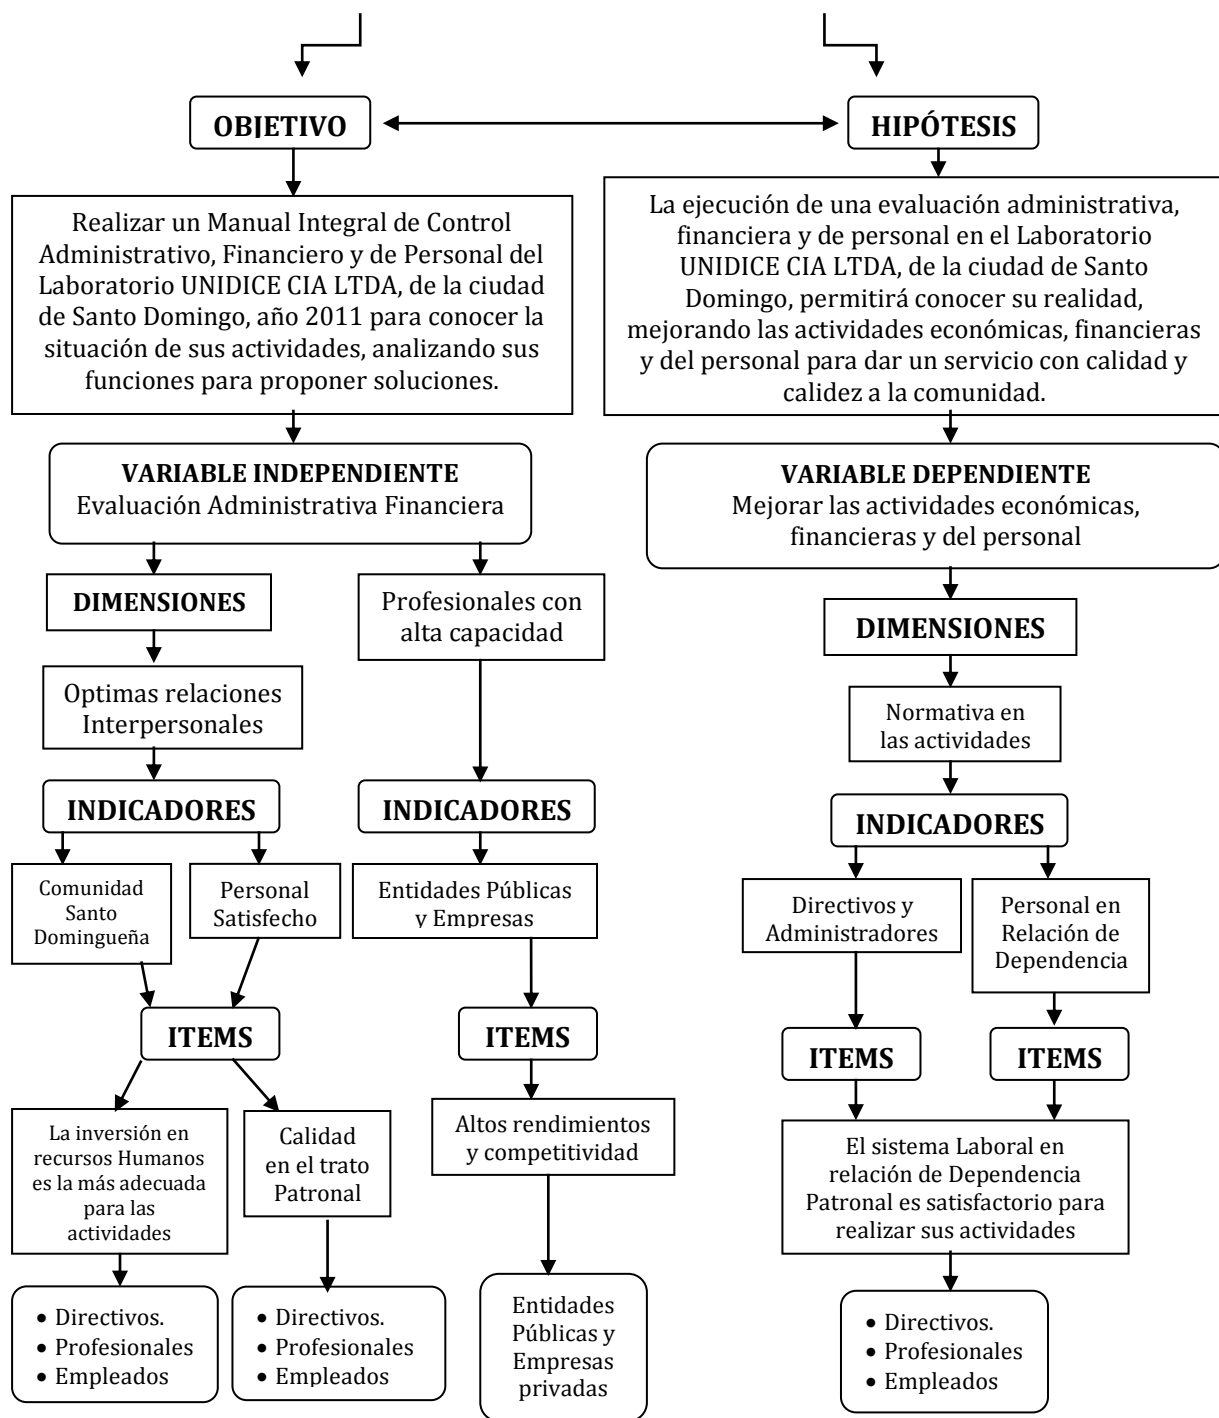 OBJETIVO
HIPÓTESIS
Realizar un Manual Integral de Control
Administrativo, Financiero y de Personal del
Laboratorio UNIDICE CIA LTDA, de la ciudad
de Santo Domingo, año 2011 para conocer la
situación de sus actividades, analizando sus
funciones para proponer soluciones.
La ejecución de una evaluación administrativa,
financiera y de personal en el Laboratorio
UNIDICE CIA LTDA, de la ciudad de Santo
Domingo, permitirá conocer su realidad,
mejorando las actividades económicas, financieras
y del personal para dar un servicio con calidad y
calidez a la comunidad.
VARIABLE INDEPENDIENTE
Evaluación Administrativa Financiera
VARIABLE DEPENDIENTE
Mejorar las actividades económicas,
financieras y del personal
DIMENSIONES
Profesionales con
alta capacidad
DIMENSIONES
Optimas relaciones
Interpersonales
Normativa en
las actividades
INDICADORES
INDICADORES
INDICADORES
Comunidad
Santo
Domingueña
Personal
Satisfecho
Entidades Públicas
y Empresas
Directivos y
Administradores
Personal en
Relación de
Dependencia
ITEMS
ITEMS
ITEMS
ITEMS
La inversión en
recursos Humanos
es la más adecuada
para las
actividades
Calidad
en el trato
Patronal
Altos rendimientos
y competitividad
El sistema Laboral en
relación de Dependencia
Patronal es satisfactorio para
realizar sus actividades
• Directivos.
• Profesionales
• Empleados
• Directivos.
• Profesionales
• Empleados
Entidades
Públicas y
Empresas
privadas
• Directivos.
• Profesionales
• Empleados